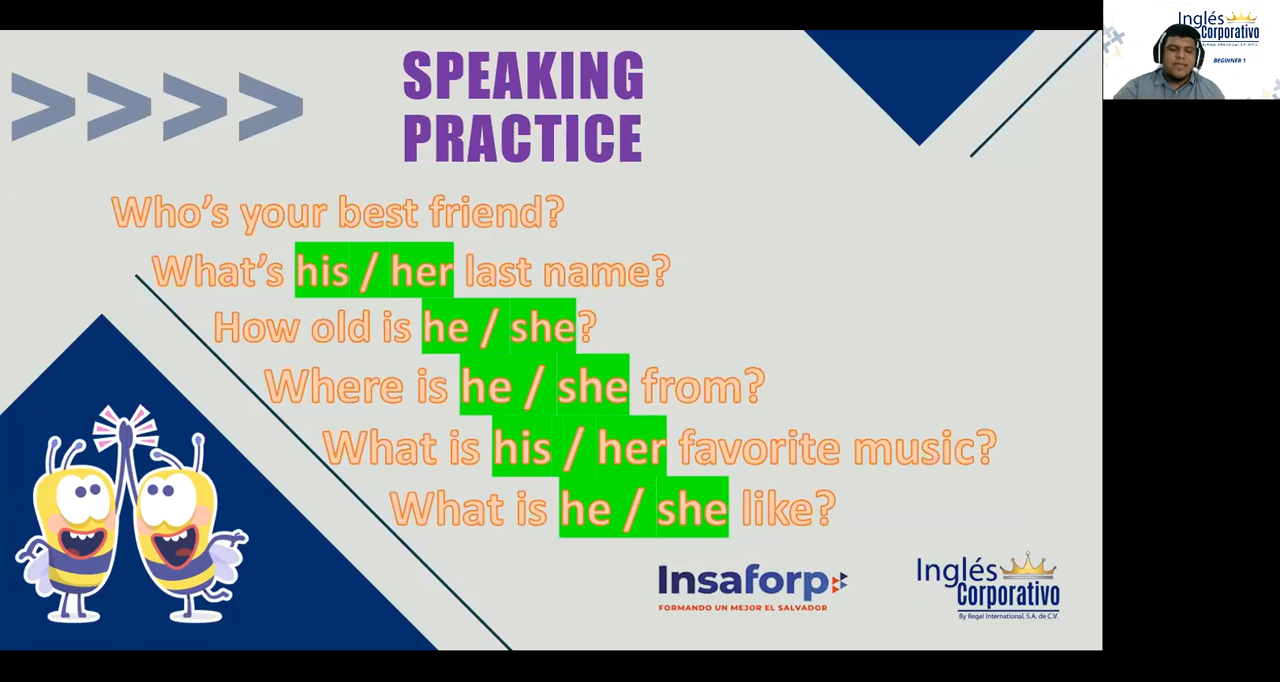 SPEAKING
PRACTICE
Who's your best friend?
What's his / her last name?
How old is he / she?
Where is he / she from?
What is his / her favorite music?
What is he / she like?
Insaforp
FORMANDO UN MEJOR EL SALVADOR
Inglés
Corporativo
By Regal International, S.A. de C.V.
Inglés
Corporativo
BEGINNER 1